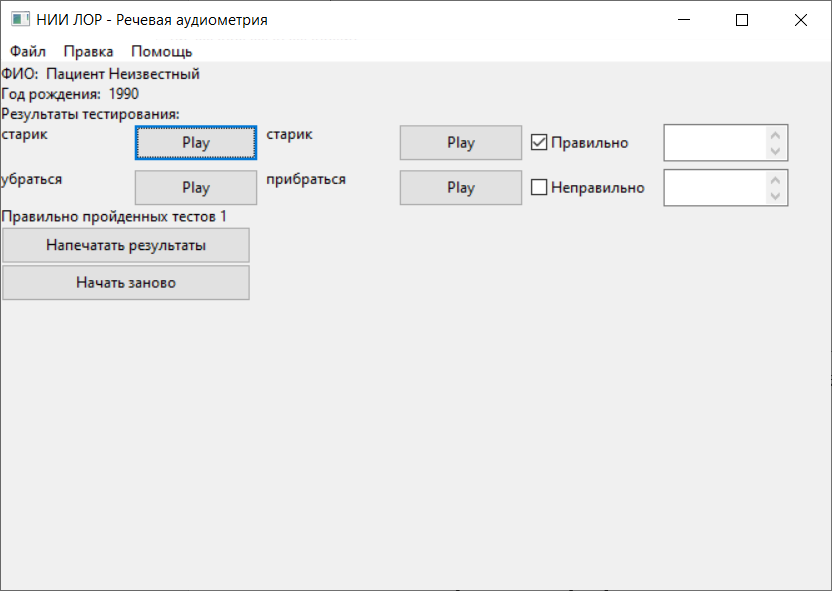 НИИ ЛОР - Речевая аудиометрия
Файл Правка Помощь
ФИО: Пациент Неизвестный
Год рождения: 1990
Результаты тестирования:
старик Play старик Play Правильно
убраться Play прибраться Play Неправильно
Правильно пройденных тестов 1
Напечатать результаты
Начать заново